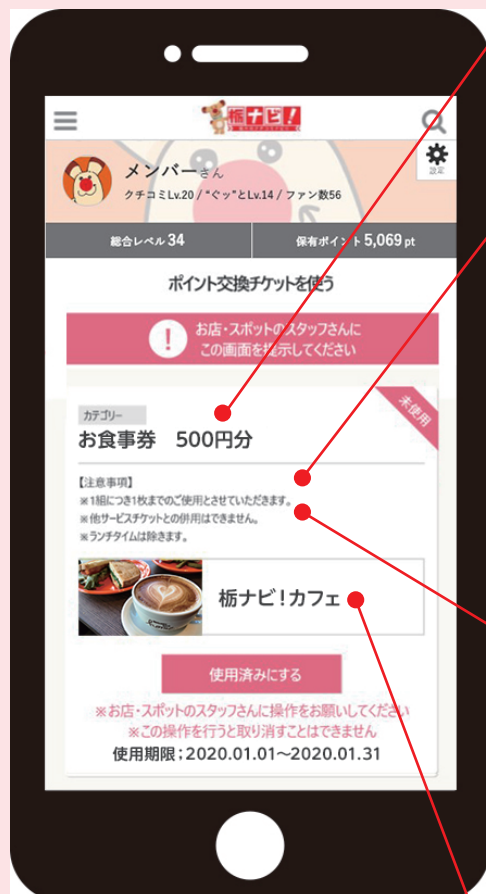 栃ナビ!
設定
メンバーさん
クチコミLv.20 / "ぐッ"とLv.14 / ファン数56
総合レベル 34
保有ポイント 5,069 pt
ポイント交換チケットを使う
! お店・スポットのスタッフさんに
この画面を提示してください
未使用
カテゴリー
お食事券 500円分
【注意事項】
※1組につき1枚までのご使用とさせていただきます。
※他サービスチケットとの併用はできません。
※ランチタイムは除きます。
栃ナビ!カフェ
使用済みにする
※お店・スポットのスタッフさんに操作をお願いしてください
※この操作を行うと取り消すことはできません
使用期限;2020.01.01〜2020.01.31